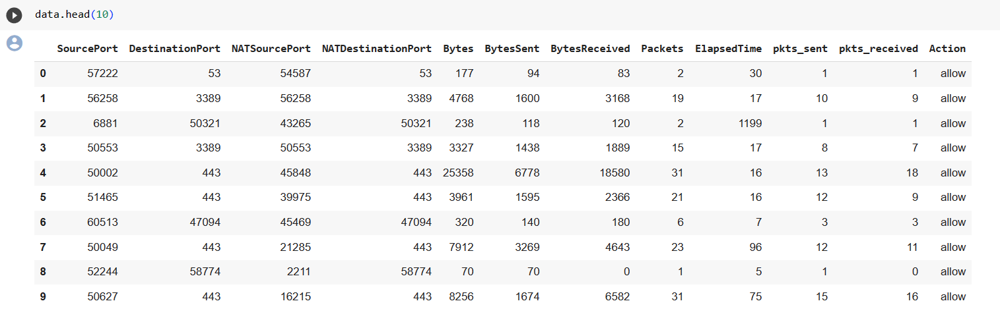 data.head(10)
SourcePort DestinationPort NATSourcePort NATDestinationPort Bytes BytesSent BytesReceived Packets ElapsedTime pkts_sent pkts_received Action
0 57222 53 54587 53 177 94 83 2 30 1 1 allow
1 56258 3389 56258 3389 4768 1600 3168 19 17 10 9 allow
2 6881 50321 43265 50321 238 118 120 2 1199 1 1 allow
3 50553 3389 50553 3389 3327 1438 1889 15 17 8 7 allow
4 50002 443 45848 443 25358 6778 18580 31 16 13 18 allow
5 51465 443 39975 443 3961 1595 2366 21 16 12 9 allow
6 60513 47094 45469 47094 320 140 180 6 7 3 3 allow
7 50049 443 21285 443 7912 3269 4643 23 96 12 11 allow
8 52244 58774 2211 58774 70 70 0 1 5 1 0 allow
9 50627 443 16215 443 8256 1674 6582 31 75 15 16 allow